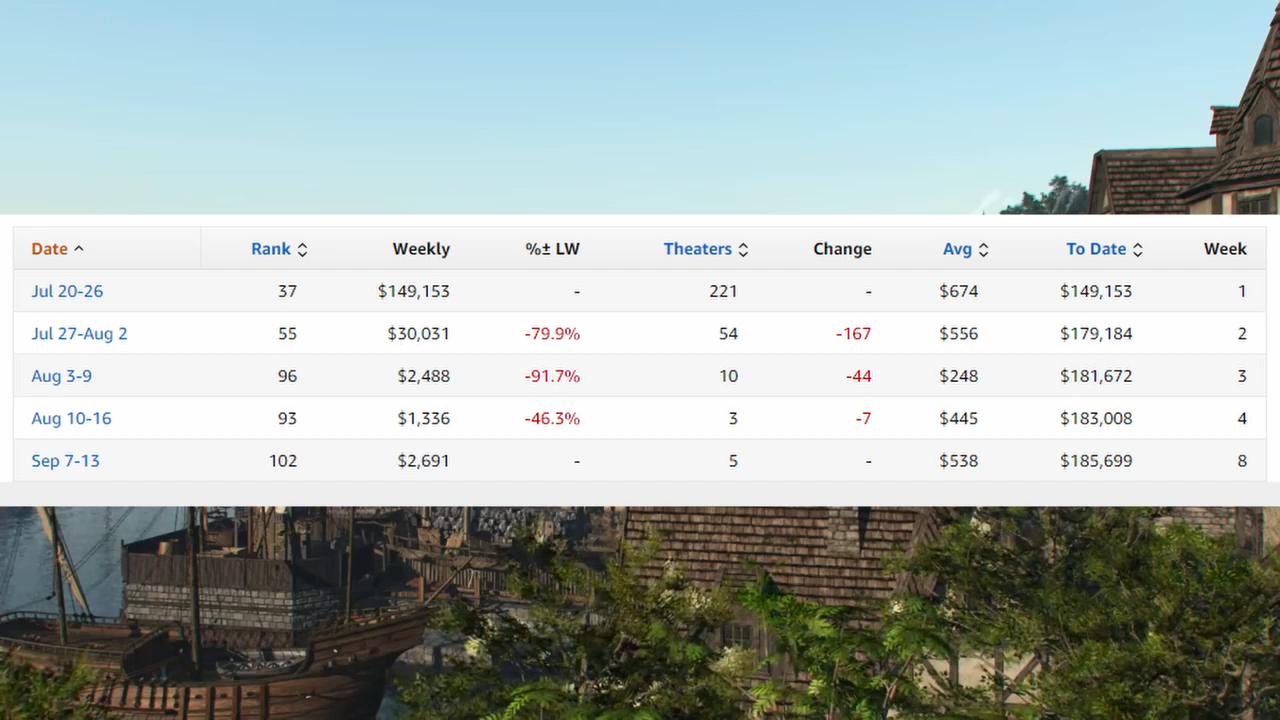 Date Rank Weekly %± LW Theaters Change Avg To Date Week
Jul 20-26 37 $149,153 - 221 - $674 $149,153 1
Jul 27-Aug 2 55 $30,031 -79.9% 54 -167 $556 $179,184 2
Aug 3-9 96 $2,488 -91.7% 10 -44 $248 $181,672 3
Aug 10-16 93 $1,336 -46.3% 3 -7 $445 $183,008 4
Sep 7-13 102 $2,691 - 5 - $538 $185,699 8